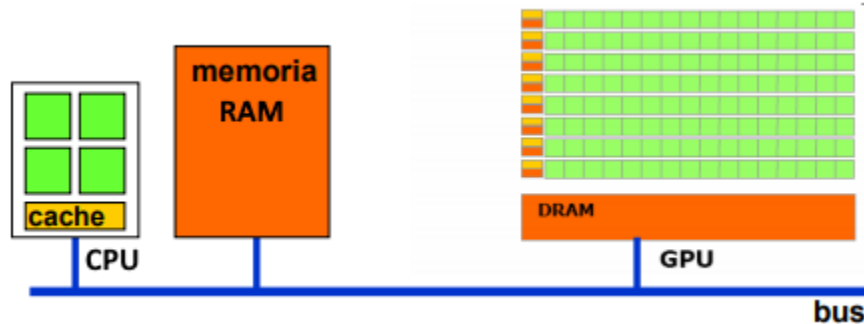 memoria
RAM
cache
CPU
DRAM
GPU
bus